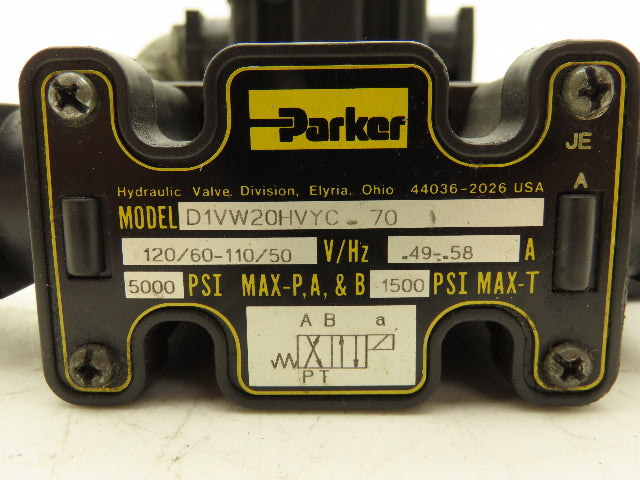 Parker
JE
Hydraulic Valve Division, Elyria, Ohio 44036-2026 USA
A
MODEL D1VW20HVYC 70
120/60-110/50 V/Hz .49-.58 A
5000 PSI MAX-P,A, & B 1500 PSI MAX-T
A B a
P T